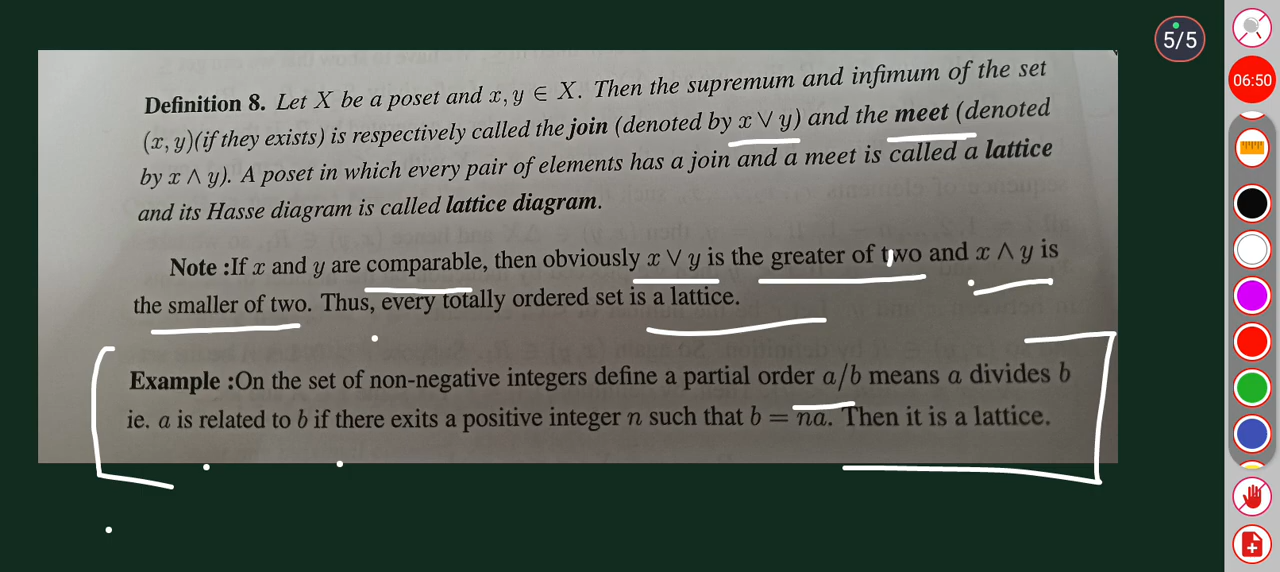 5/5
06:50
Definition 8. Let X be a poset and x, y ∈ X. Then the supremum and infimum of the set
(x, y)(if they exists) is respectively called the join (denoted by x ∨ y) and the meet (denoted
by x ∧ y). A poset in which every pair of elements has a join and a meet is called a lattice
and its Hasse diagram is called lattice diagram.
Note :If x and y are comparable, then obviously x ∨ y is the greater of two and x ∧ y is
the smaller of two. Thus, every totally ordered set is a lattice.
Example :On the set of non-negative integers define a partial order a/b means a divides b
ie. a is related to b if there exits a positive integer n such that b = na. Then it is a lattice.